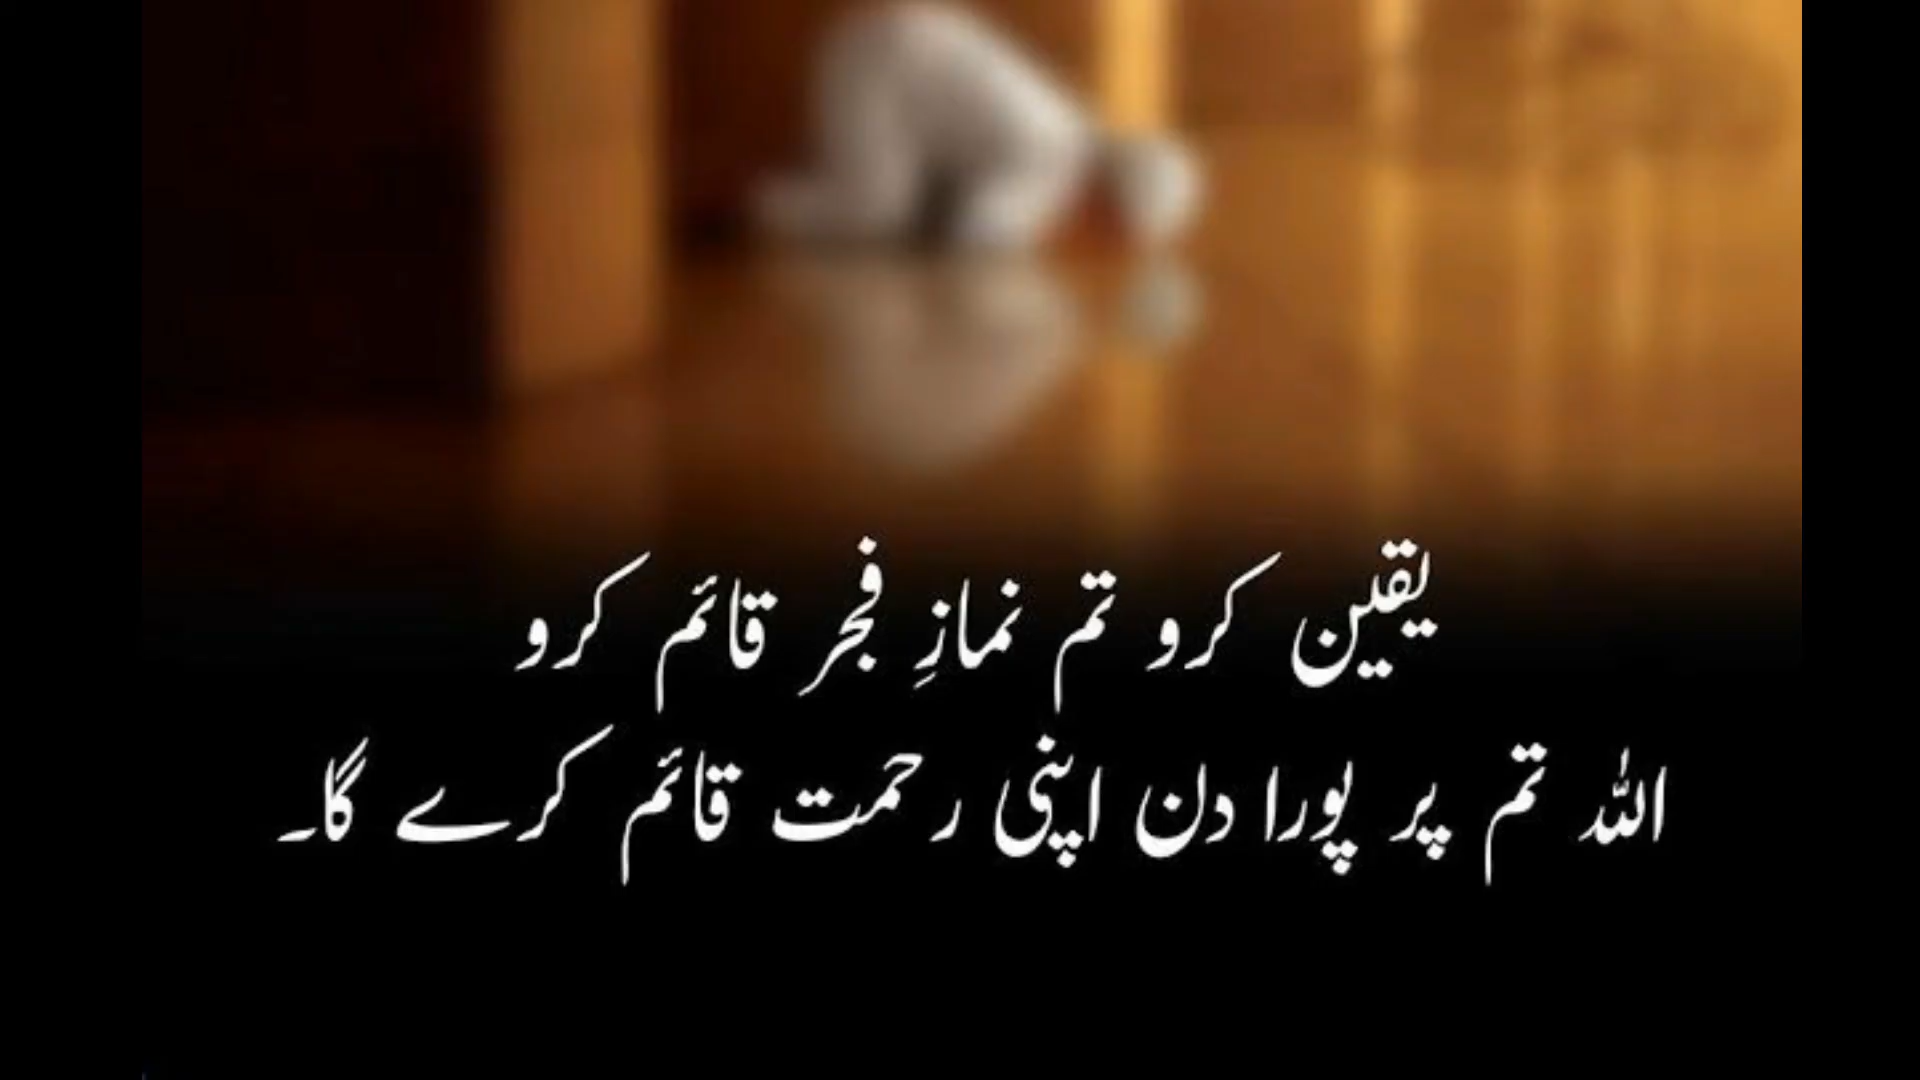 یقین کرو تم نمازِ فجر قائم کرو
اللہ تم پر پورا دن اپنی رحمت قائم کرے گا۔